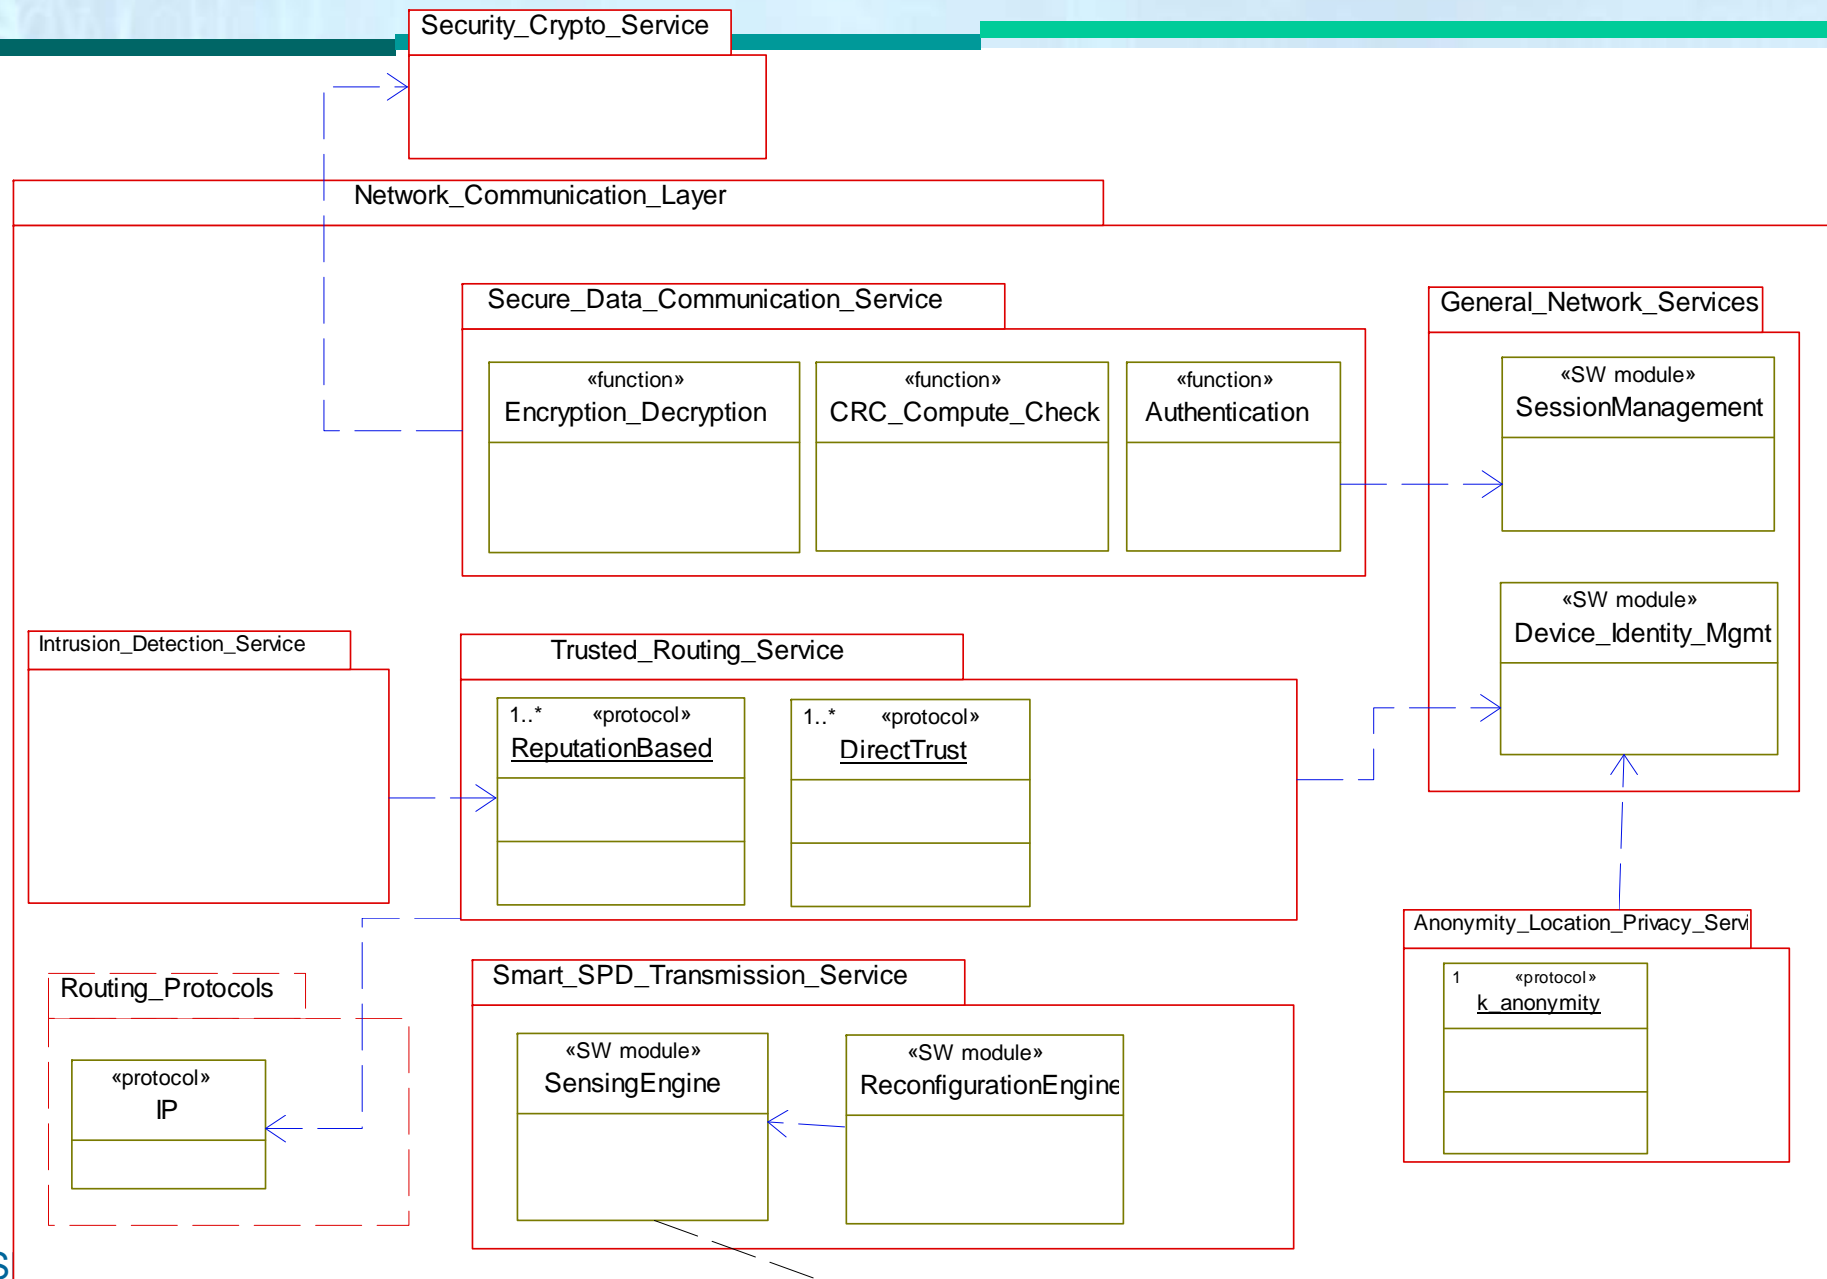 Security_Crypto_Service
Network_Communication_Layer
Secure_Data_Communication_Service
General_Network_Services
«function»
Encryption_Decryption
«function»
CRC_Compute_Check
«function»
Authentication
«SW module»
SessionManagement
«SW module»
Device_Identity_Mgmt
Intrusion_Detection_Service
Trusted_Routing_Service
1..* «protocol»
ReputationBased
1..* «protocol»
DirectTrust
Anonymity_Location_Privacy_Servi
1 «protocol»
k_anonymity
Routing_Protocols
«protocol»
IP
Smart_SPD_Transmission_Service
«SW module»
SensingEngine
«SW module»
ReconfigurationEngine
S